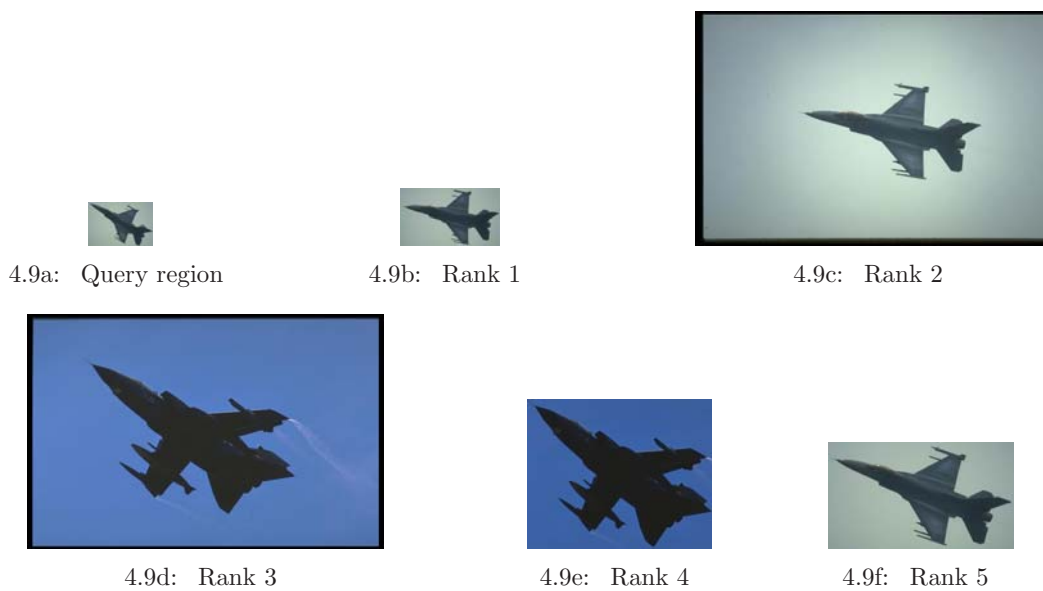 4.9a: Query region
4.9b: Rank 1
4.9c: Rank 2
4.9d: Rank 3
4.9e: Rank 4
4.9f: Rank 5